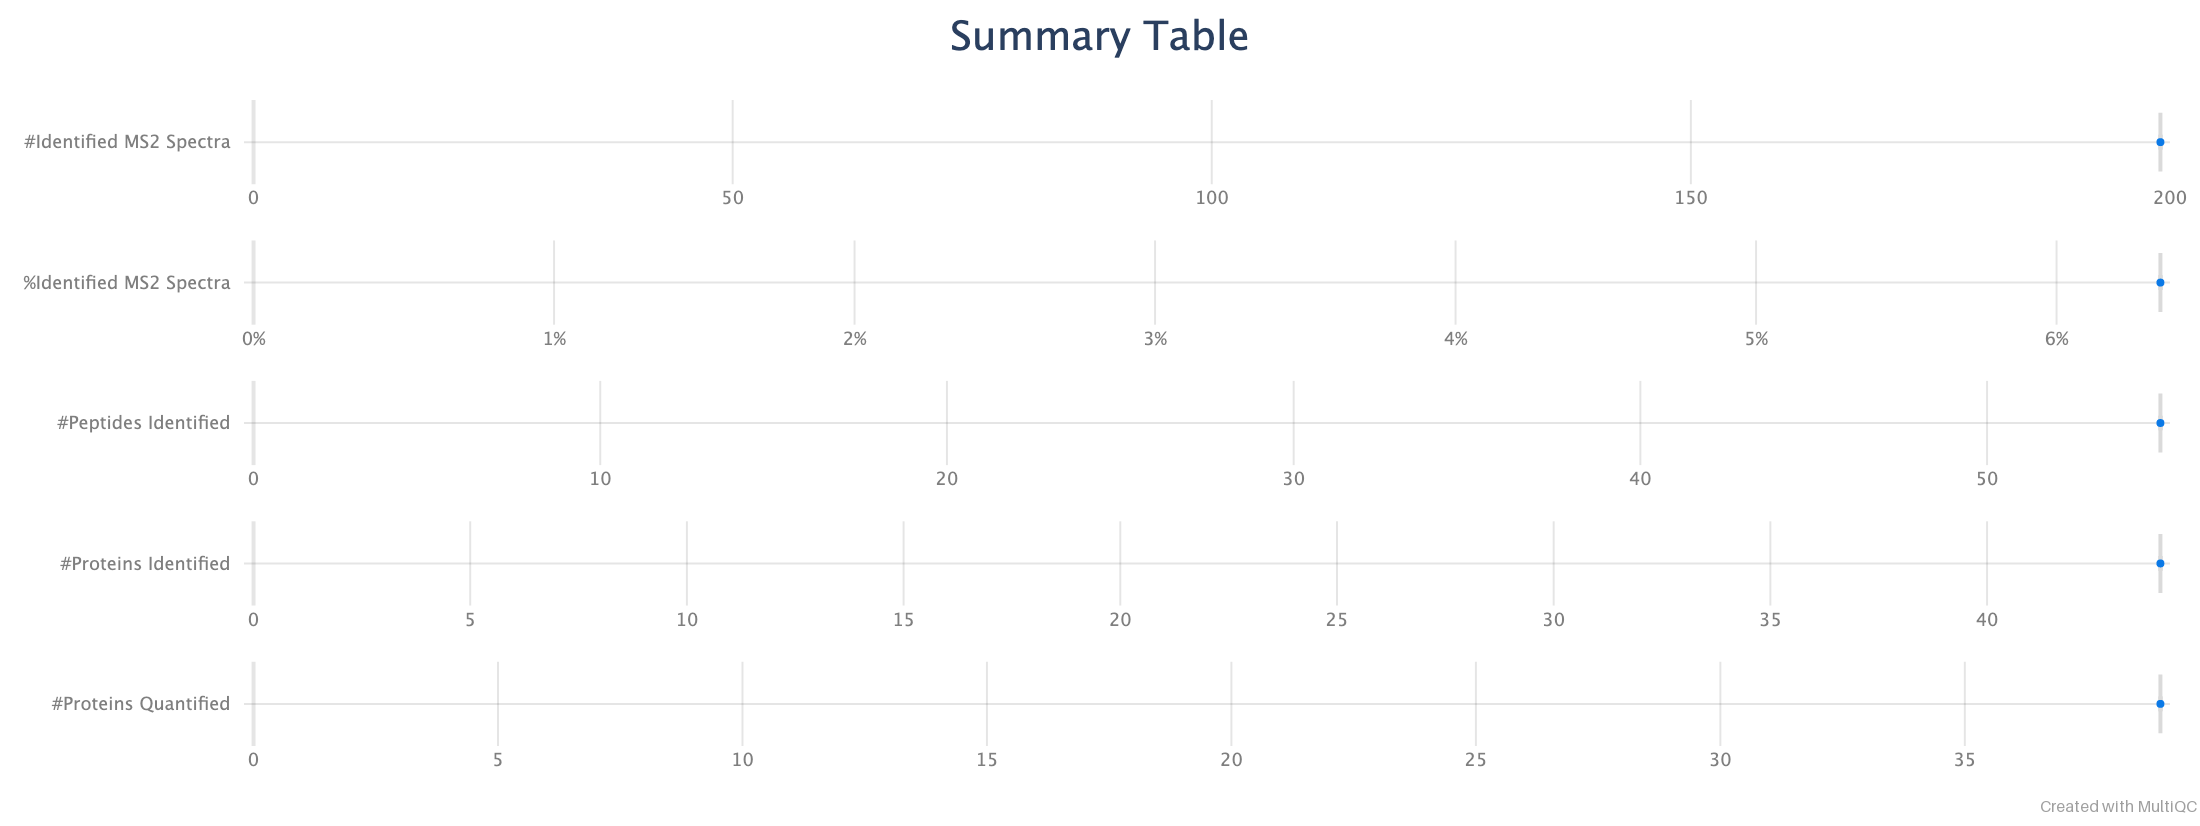 Summary Table
#Identified MS2 Spectra
0 50 100 150 200
%Identified MS2 Spectra
0% 1% 2% 3% 4% 5% 6%
#Peptides Identified
0 10 20 30 40 50
#Proteins Identified
0 5 10 15 20 25 30 35 40
#Proteins Quantified
0 5 10 15 20 25 30 35
Created with MultiQC